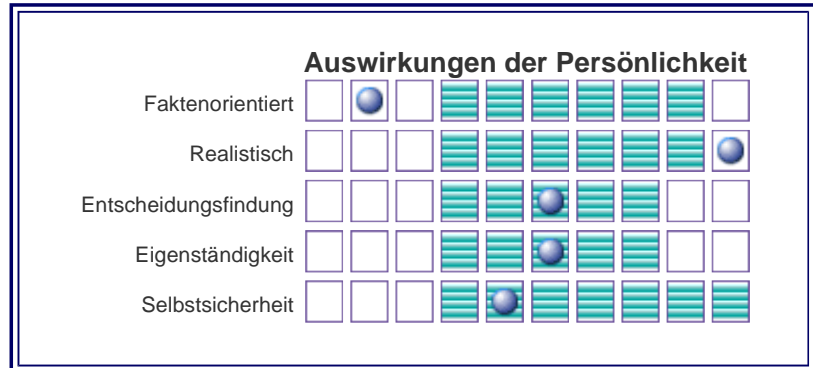 Auswirkungen der Persönlichkeit
Faktenorientiert
Realistisch
Entscheidungsfindung
Eigenständigkeit
Selbstsicherheit